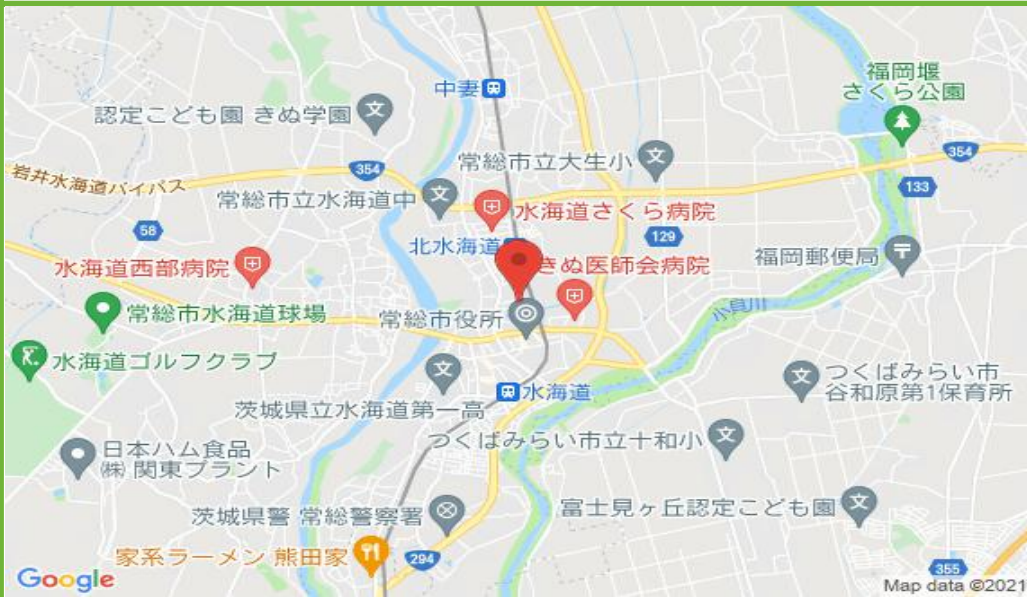 福岡堰
さくら公園
中妻
認定こども園 きぬ学園
354
常総市立大生小
354
岩井水海道バイパス
常総市立水海道中
133
水海道さくら病院
58
129
北水海道
福岡郵便局
水海道西部病院
きぬ医師会病院
常総市水海道球場
小貝川
常総市役所
水海道ゴルフクラブ
つくばみらい市
谷和原第1保育所
水海道
茨城県立水海道第一高
つくばみらい市立十和小
日本ハム食品
㈱ 関東プラント
茨城県警 常総警察署
富士見ヶ丘認定こども園
家系ラーメン 熊田家
294
355
Google
Map data ©2021